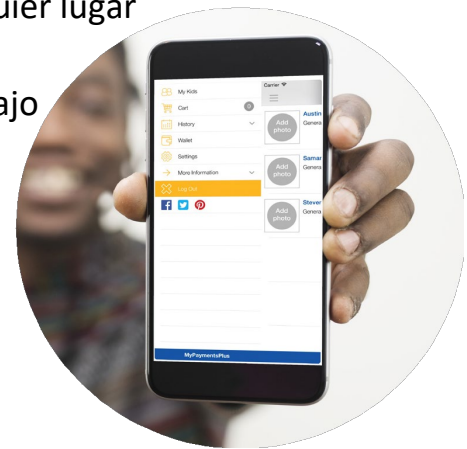 uier lugar
ajo
My Kids
Cart 0
History
Wallet
Settings
More Information
Log Out
MyPaymentsPlus
Carrier
Add photo
Austin
Genera
Add photo
Samar
Genera
Add photo
Steven
Genera